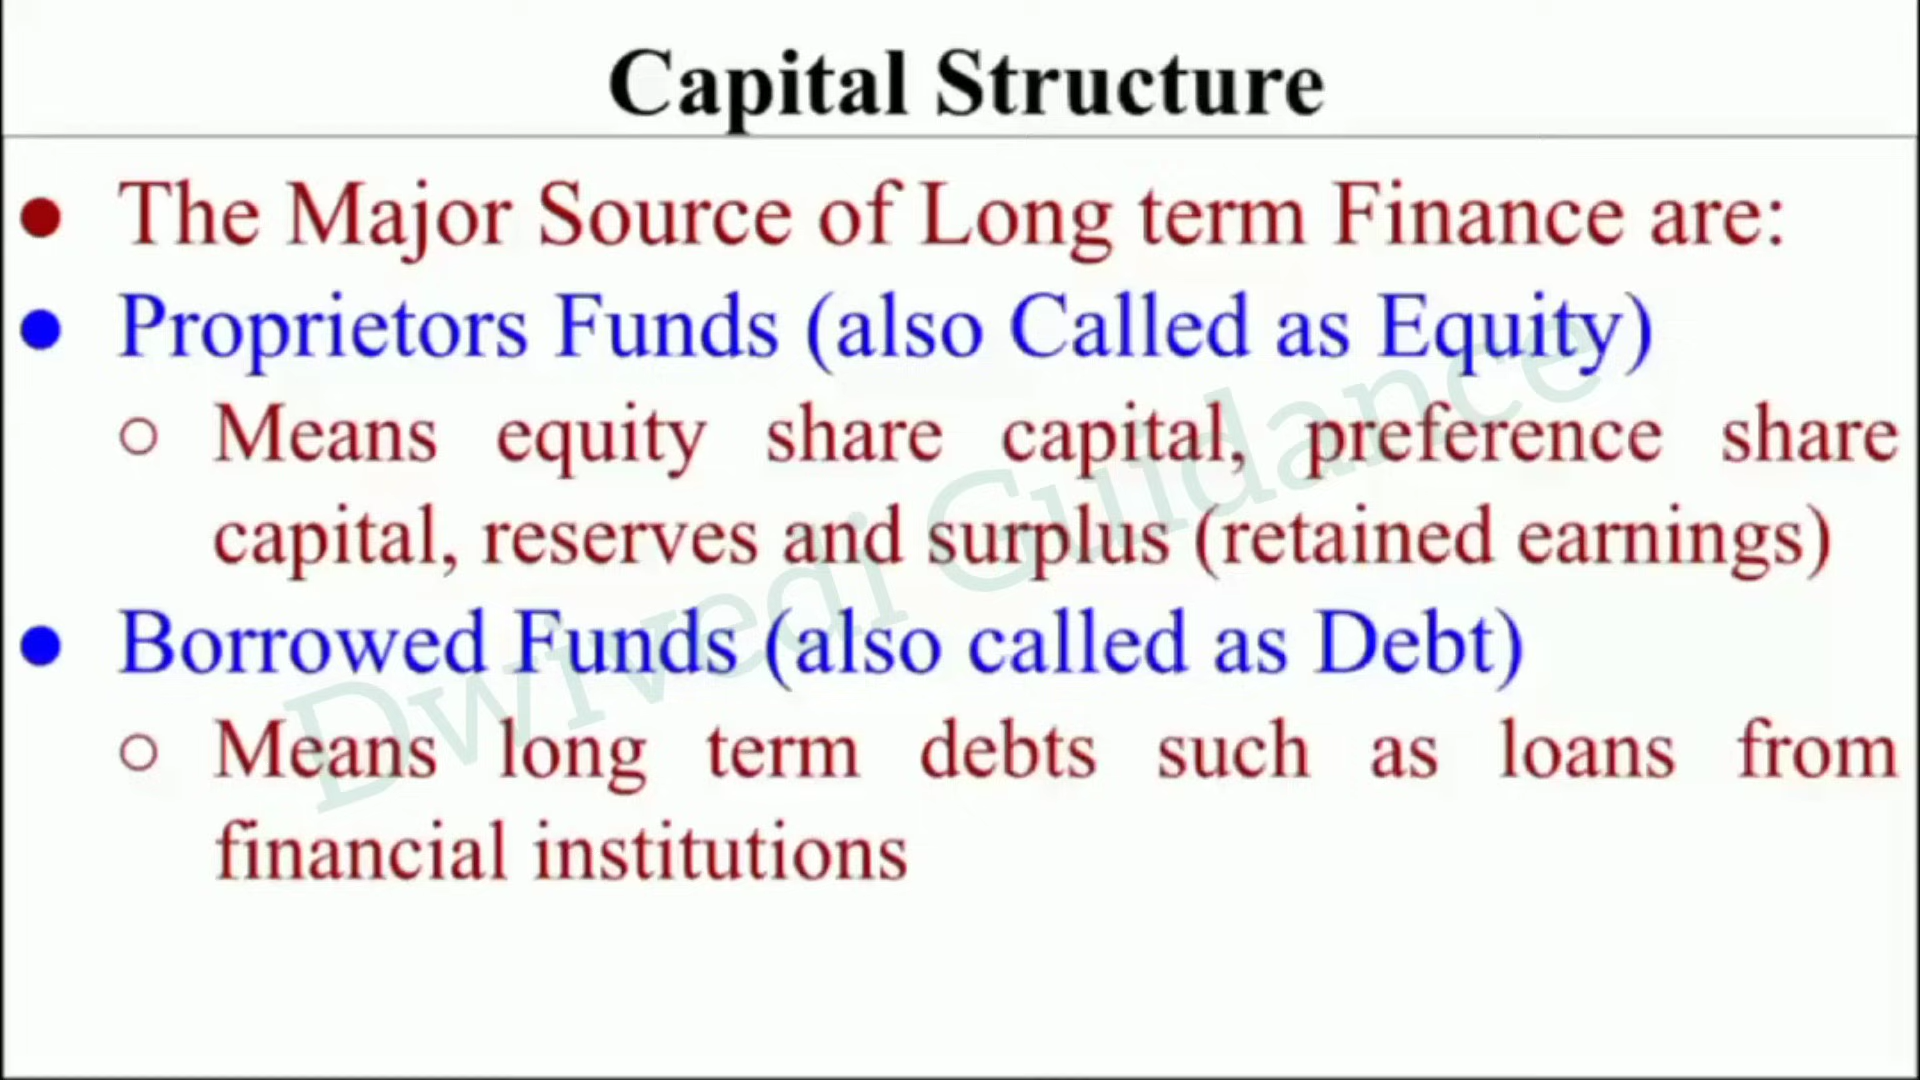 Capital Structure
● The Major Source of Long term Finance are:
● Proprietors Funds (also Called as Equity)
○ Means equity share capital, preference share
capital, reserves and surplus (retained earnings)
● Borrowed Funds (also called as Debt)
○ Means long term debts such as loans from
financial institutions
Dwivedi Guidance